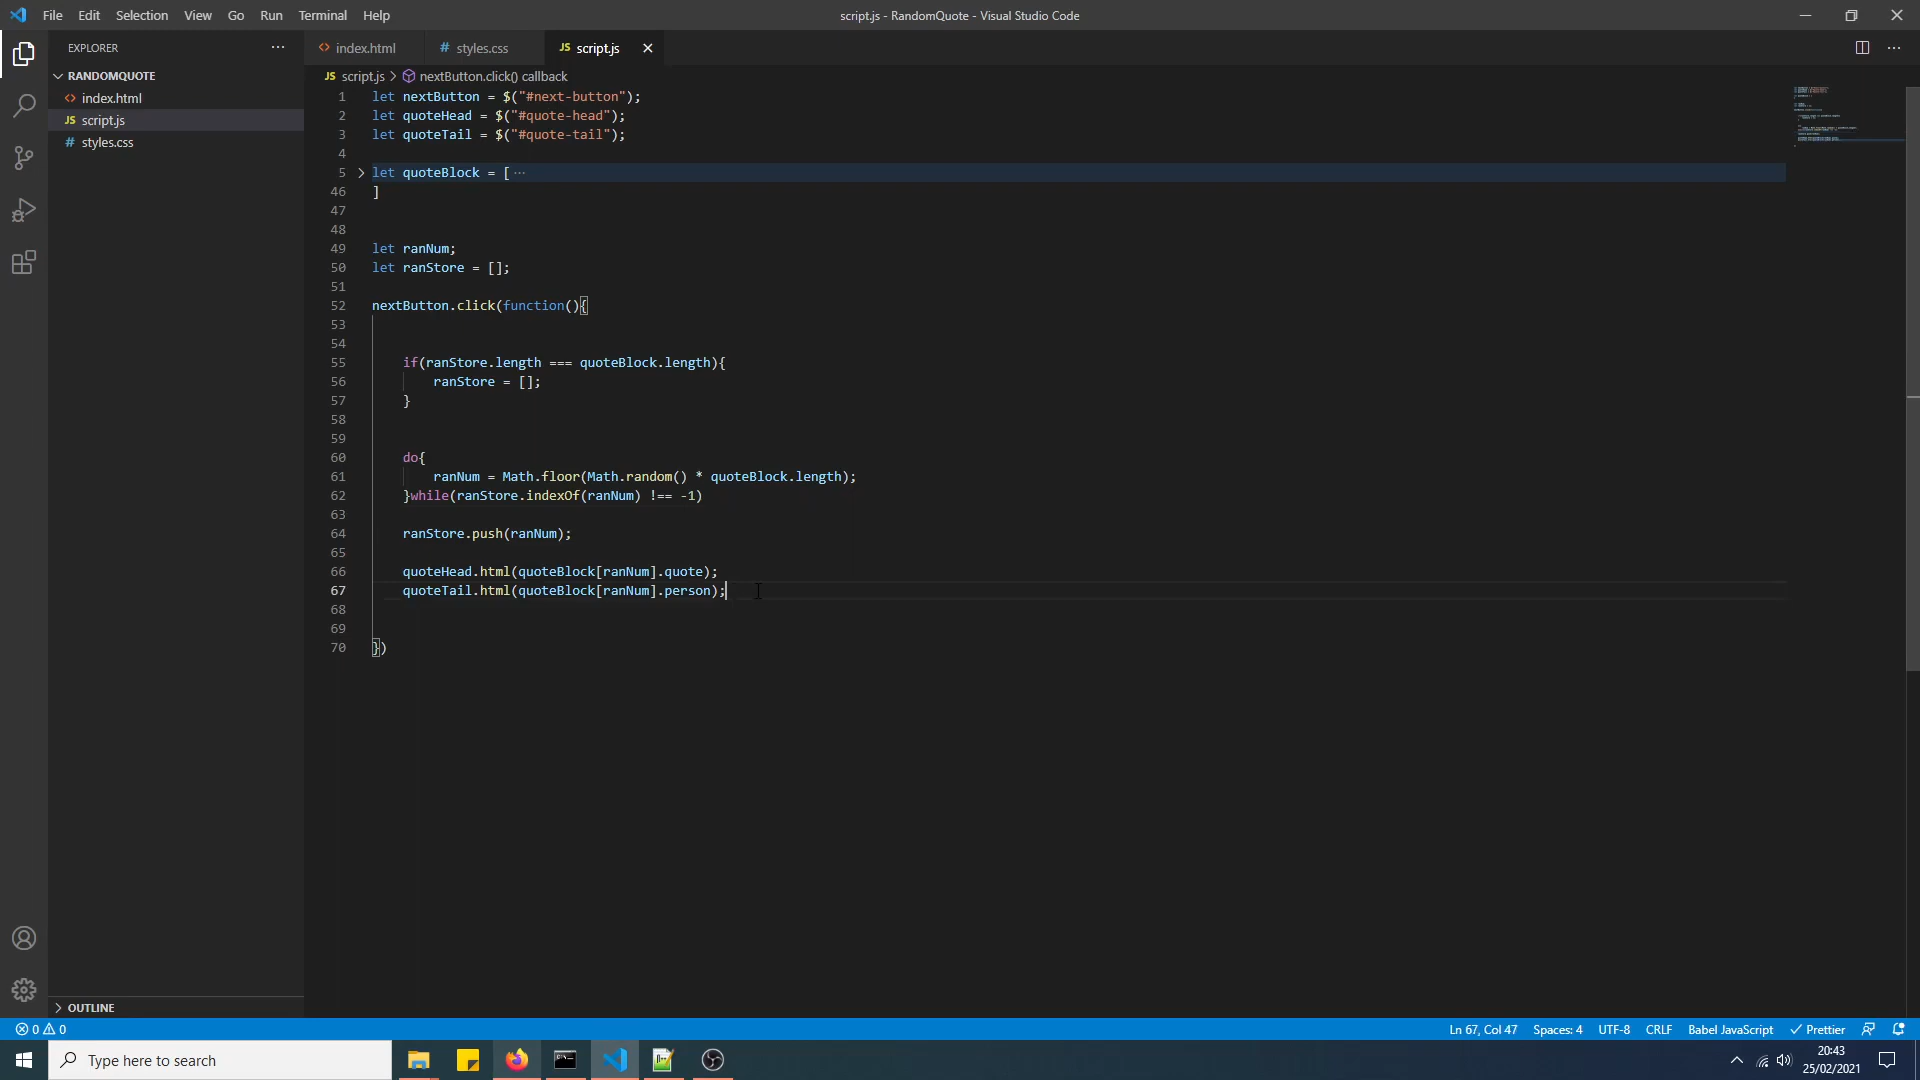 File Edit Selection View Go Run Terminal Help
script.js - RandomQuote - Visual Studio Code
EXPLORER
RANDOMQUOTE
index.html
JS script.js
# styles.css
OUTLINE
index.html # styles.css JS script.js
JS script.js > nextButton.click() callback
1 let nextButton = $("#next-button");
2 let quoteHead = $("#quote-head");
3 let quoteTail = $("#quote-tail");
4
5 let quoteBlock = [ ···
46 ]
47
48
49 let ranNum;
50 let ranStore = [];
51
52 nextButton.click(function(){
53
54
55 if(ranStore.length === quoteBlock.length){
56 ranStore = [];
57 }
58
59
60 do{
61 ranNum = Math.floor(Math.random() * quoteBlock.length);
62 }while(ranStore.indexOf(ranNum) !== -1)
63
64 ranStore.push(ranNum);
65
66 quoteHead.html(quoteBlock[ranNum].quote);
67 quoteTail.html(quoteBlock[ranNum].person);
68
69
70 })
0 0
Ln 67, Col 47 Spaces: 4 UTF-8 CRLF Babel JavaScript Prettier
Type here to search
20:43
25/02/2021